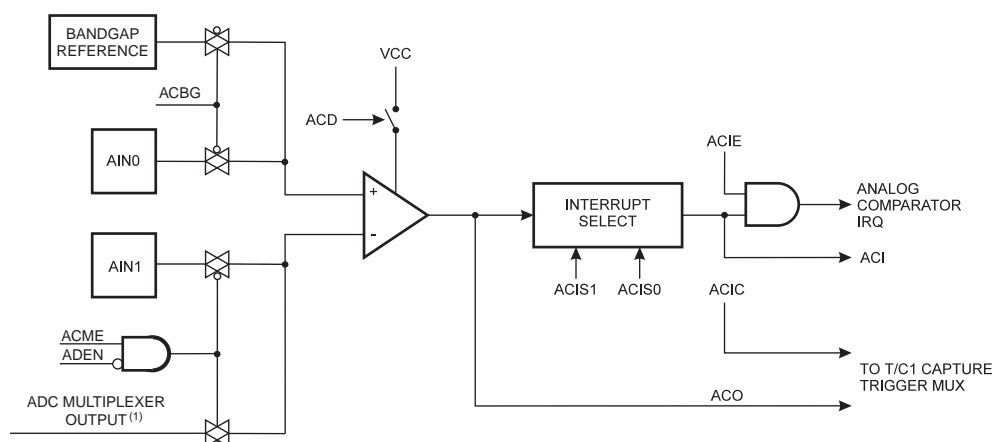 BANDGAP
REFERENCE
ACBG
AIN0
AIN1
ACME
ADEN
ADC MULTIPLEXER
OUTPUT(1)
VCC
ACD
+
-
INTERRUPT
SELECT
ACIS1 ACIS0
ACIE
ANALOG
COMPARATOR
IRQ
ACI
ACIC
TO T/C1 CAPTURE
TRIGGER MUX
ACO